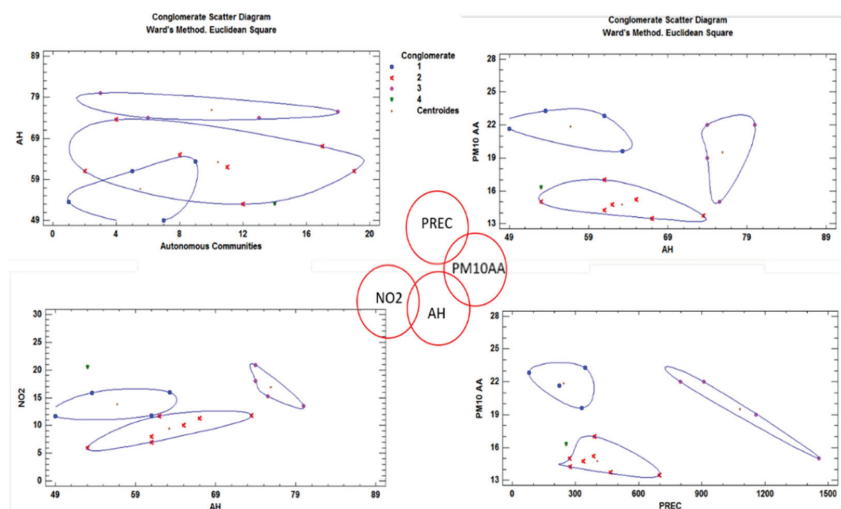 Conglomerate Scatter Diagram
Ward's Method. Euclidean Square
AH
89
79
69
59
49
0 4 8 12 16 20
Autonomous Communities
Conglomerate
1
2
3
4
Centroides
Conglomerate Scatter Diagram
Ward's Method. Euclidean Square
PM10 AA
28
25
22
19
16
13
49 59 69 79 89
AH
PREC
PM10AA
NO2
AH
NO2
30
25
20
15
10
5
0
49 59 69 79 89
AH
PM10 AA
28
25
22
19
16
13
0 300 600 900 1200 1500
PREC